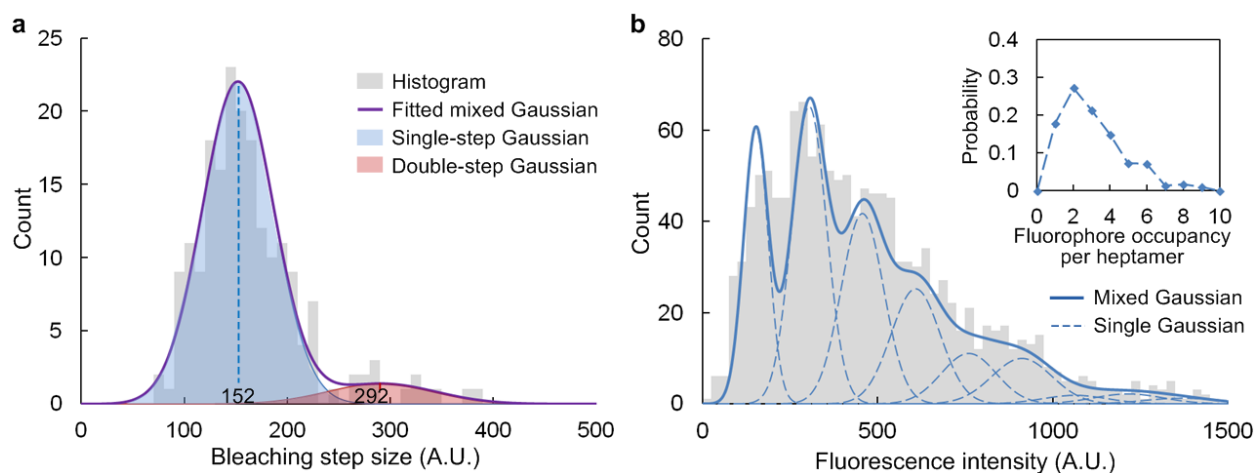 a
25
20
15
10
5
0
Count
Histogram
Fitted mixed Gaussian
Single-step Gaussian
Double-step Gaussian
152
292
0
100
200
300
400
500
Bleaching step size (A.U.)
b
80
60
40
20
0
Count
0.4
0.3
0.2
0.1
0
Probability
0
2
4
6
8
10
Fluorophore occupancy
per heptamer
Mixed Gaussian
Single Gaussian
0
500
1000
1500
Fluorescence intensity (A.U.)